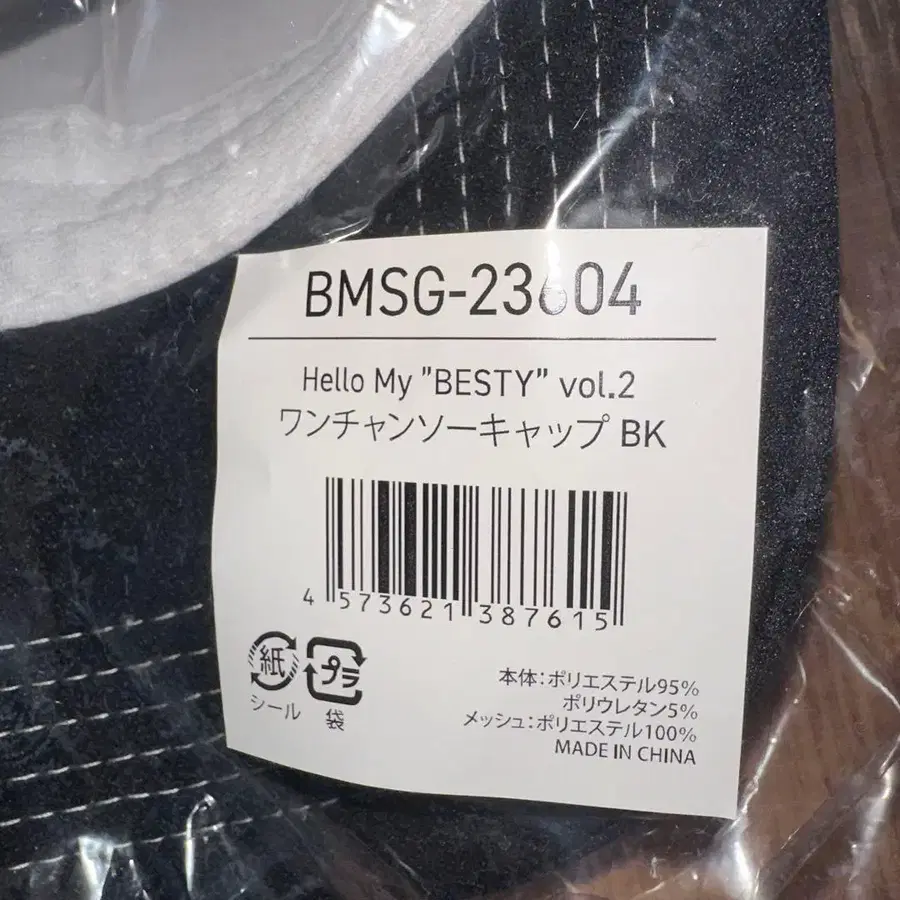 BMSG-23604
Hello My "BESTY" vol.2
ワンチャンソーキャップ BK
4 573621 387615
紙 プラ
シール 袋
本体：ポリエステル95%
ポリウレタン5%
メッシュ：ポリエステル100%
MADE IN CHINA